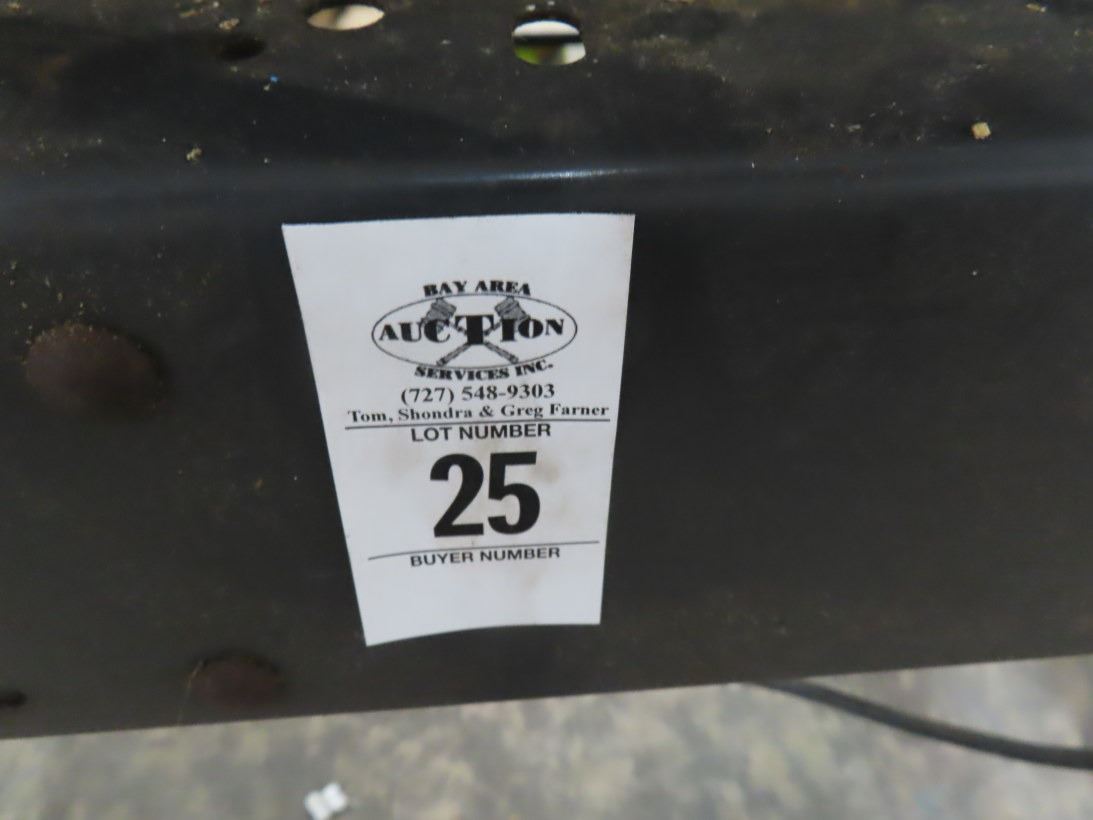 BAY AREA
AUCTION
SERVICES INC.
(727) 548-9303
Tom, Shondra & Greg Farner
LOT NUMBER
25
BUYER NUMBER